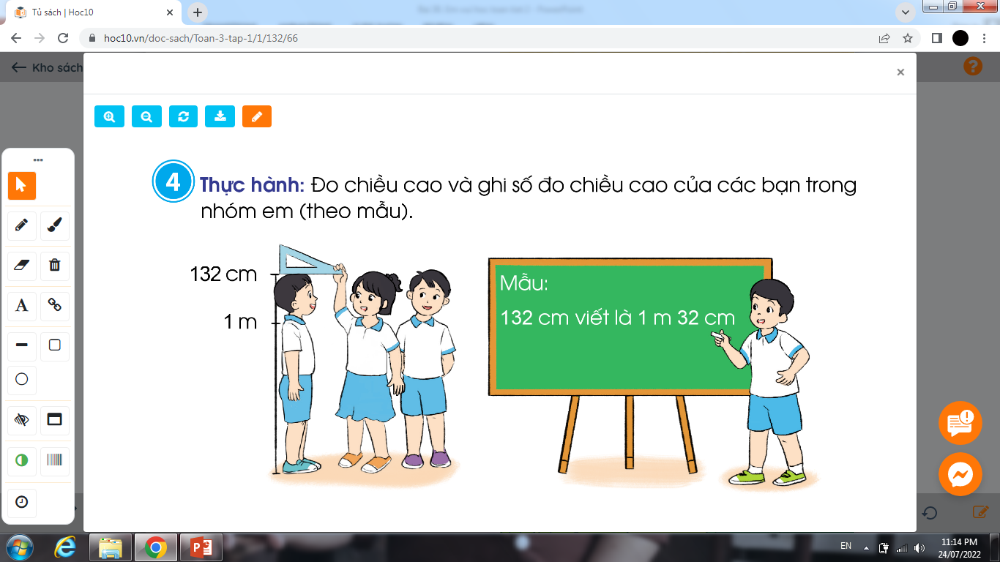 Tủ sách | Hoc10
hoc10.vn/doc-sach/Toan-3-tap-1/1/132/66
Kho sách
4 Thực hành: Đo chiều cao và ghi số đo chiều cao của các bạn trong
nhóm em (theo mẫu).
132 cm
1 m
Mẫu:
132 cm viết là 1 m 32 cm
EN
11:14 PM
24/07/2022